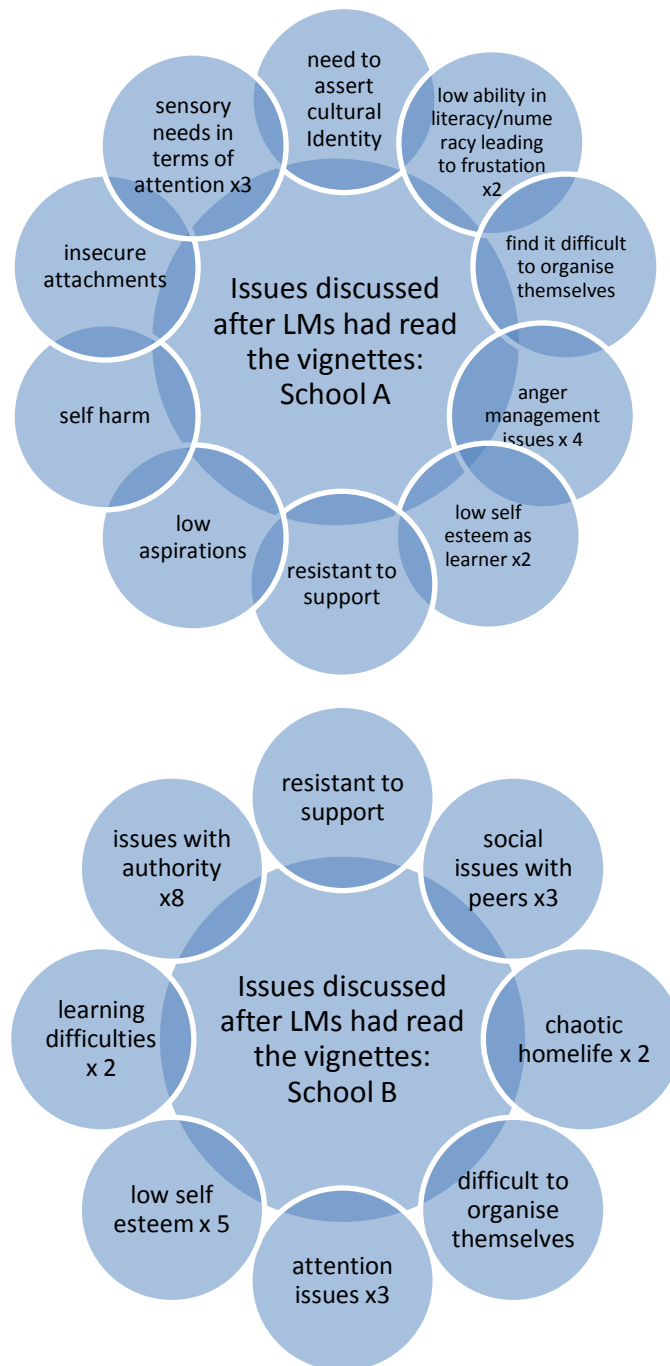 need to
assert
cultural
Identity
low ability in
literacy/nume
racy leading
to frustation
x2
find it difficult
to organise
themselves
anger
management
issues x 4
low self
esteem as
learner x2
resistant to
support
low
aspirations
self harm
insecure
attachments
sensory
needs in
terms of
attention x3
Issues discussed
after LMs had read
the vignettes:
School A
resistant to
support
social
issues with
peers x3
chaotic
homelife x 2
difficult to
organise
themselves
attention
issues x3
low self
esteem x 5
learning
difficulties
x 2
issues with
authority
x8
Issues discussed
after LMs had read
the vignettes:
School B